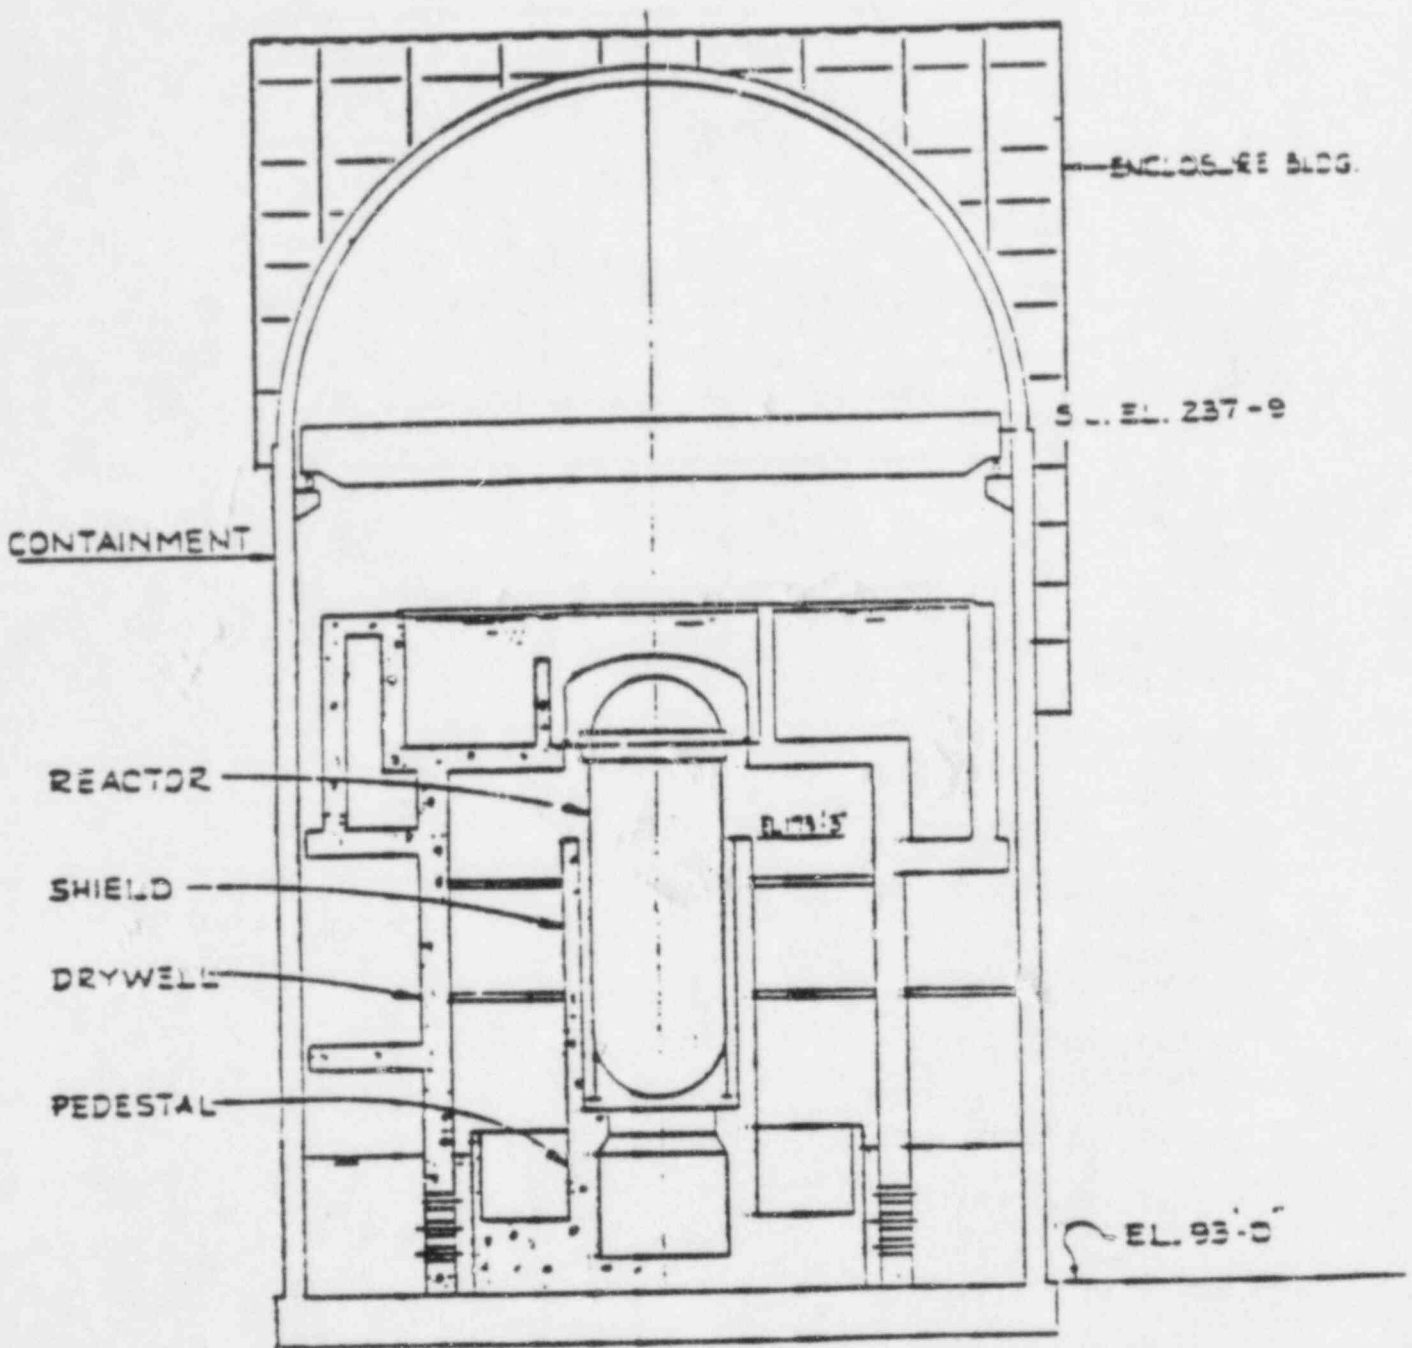 ENCLOSURE BLDG.
EL. 237-9
CONTAINMENT
REACTOR
SHIELD
DRYWELL
PEDESTAL
EL. 93'-0"